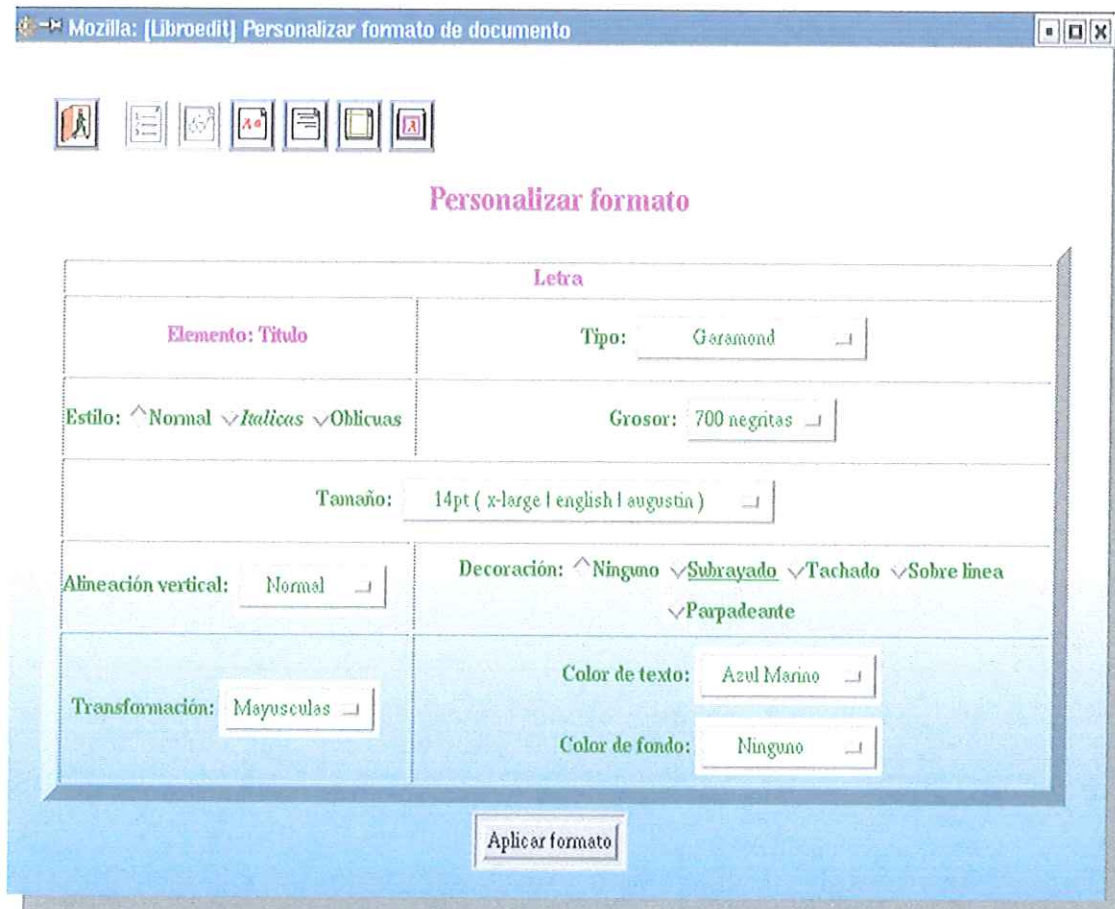 Mozilla: [Libroedit] Personalizar formato de documento
Personalizar formato
Letra
Elemento: Titulo
Tipo: Garamond
Estilo: Normal Italicas Oblicuas
Grosor: 700 negritas
Tamaño: 14pt ( x-large | english | augustin )
Alineación vertical: Normal
Decoración: Ninguno Subrayado Tachado Sobre linea
Parpadeante
Transformación: Mayusculas
Color de texto: Azul Marino
Color de fondo: Ninguno
Aplicar formato